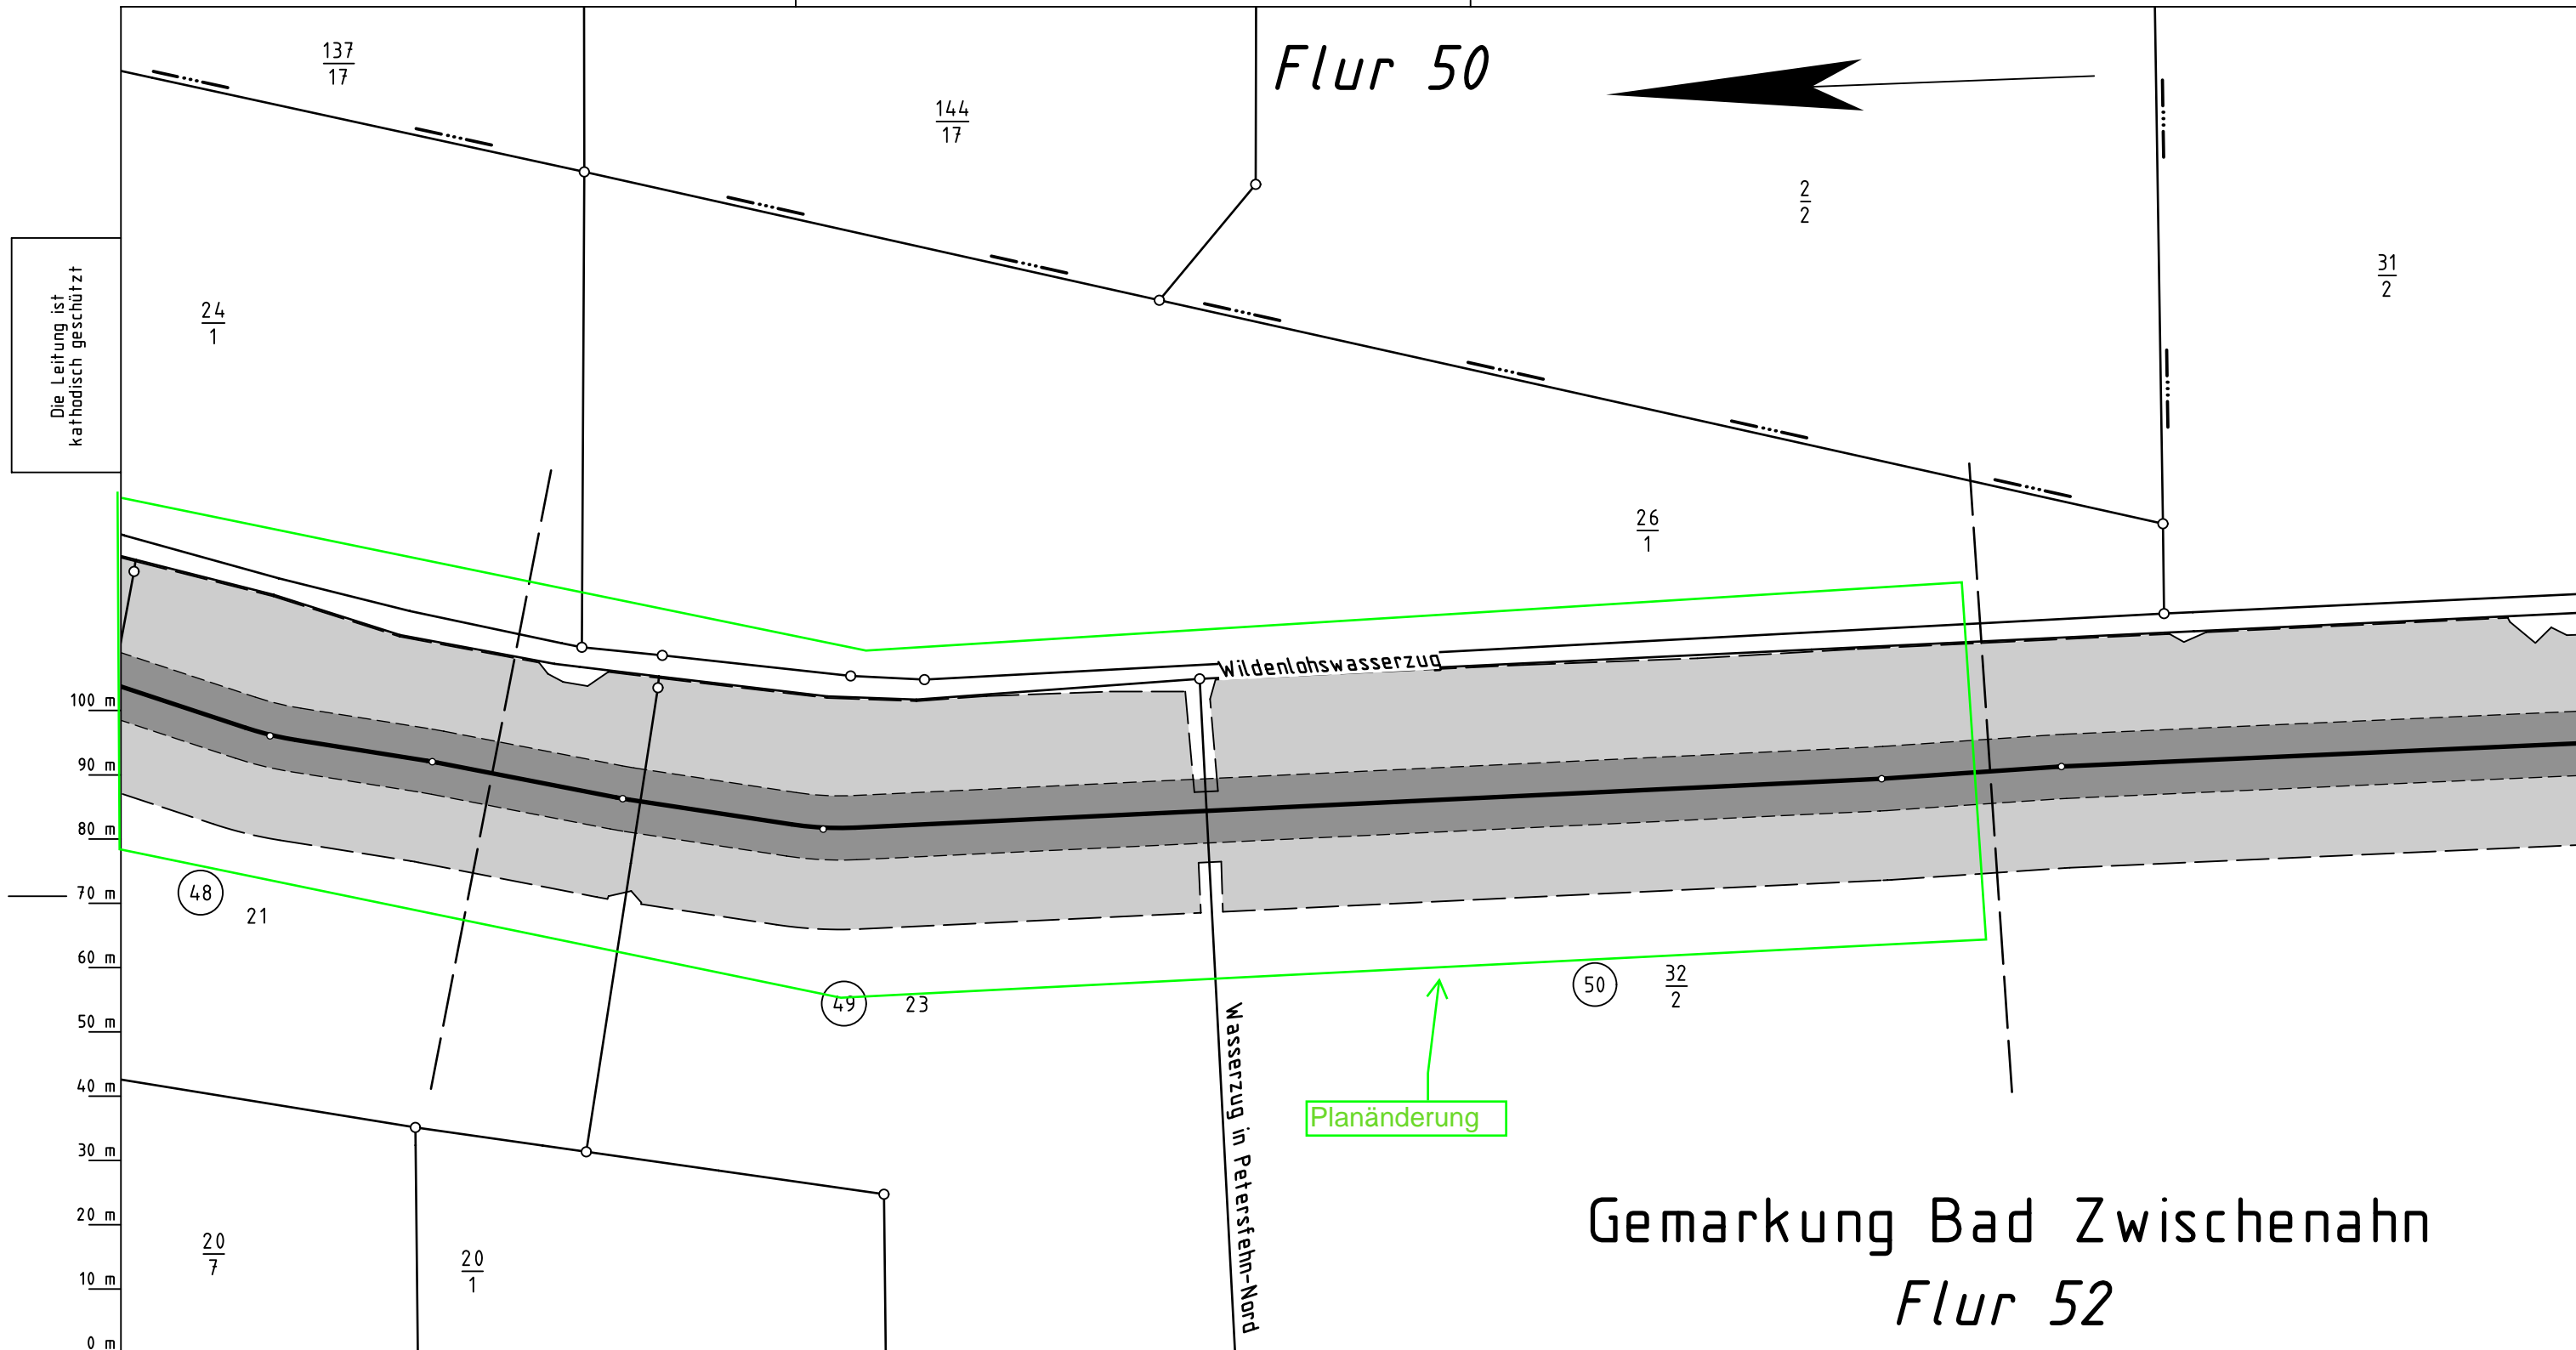 137
17
144
17
Flur 50
2
2
31
2
24
1
Die Leitung ist
kathodisch geschützt
26
1
Wildenlohswasserzug
100 m
90 m
80 m
70 m
60 m
50 m
40 m
30 m
20 m
10 m
0 m
48
21
49
23
50
32
2
Wasserzug in Petersfehn-Nord
Planänderung
20
7
20
1
Gemarkung Bad Zwischenahn
Flur 52